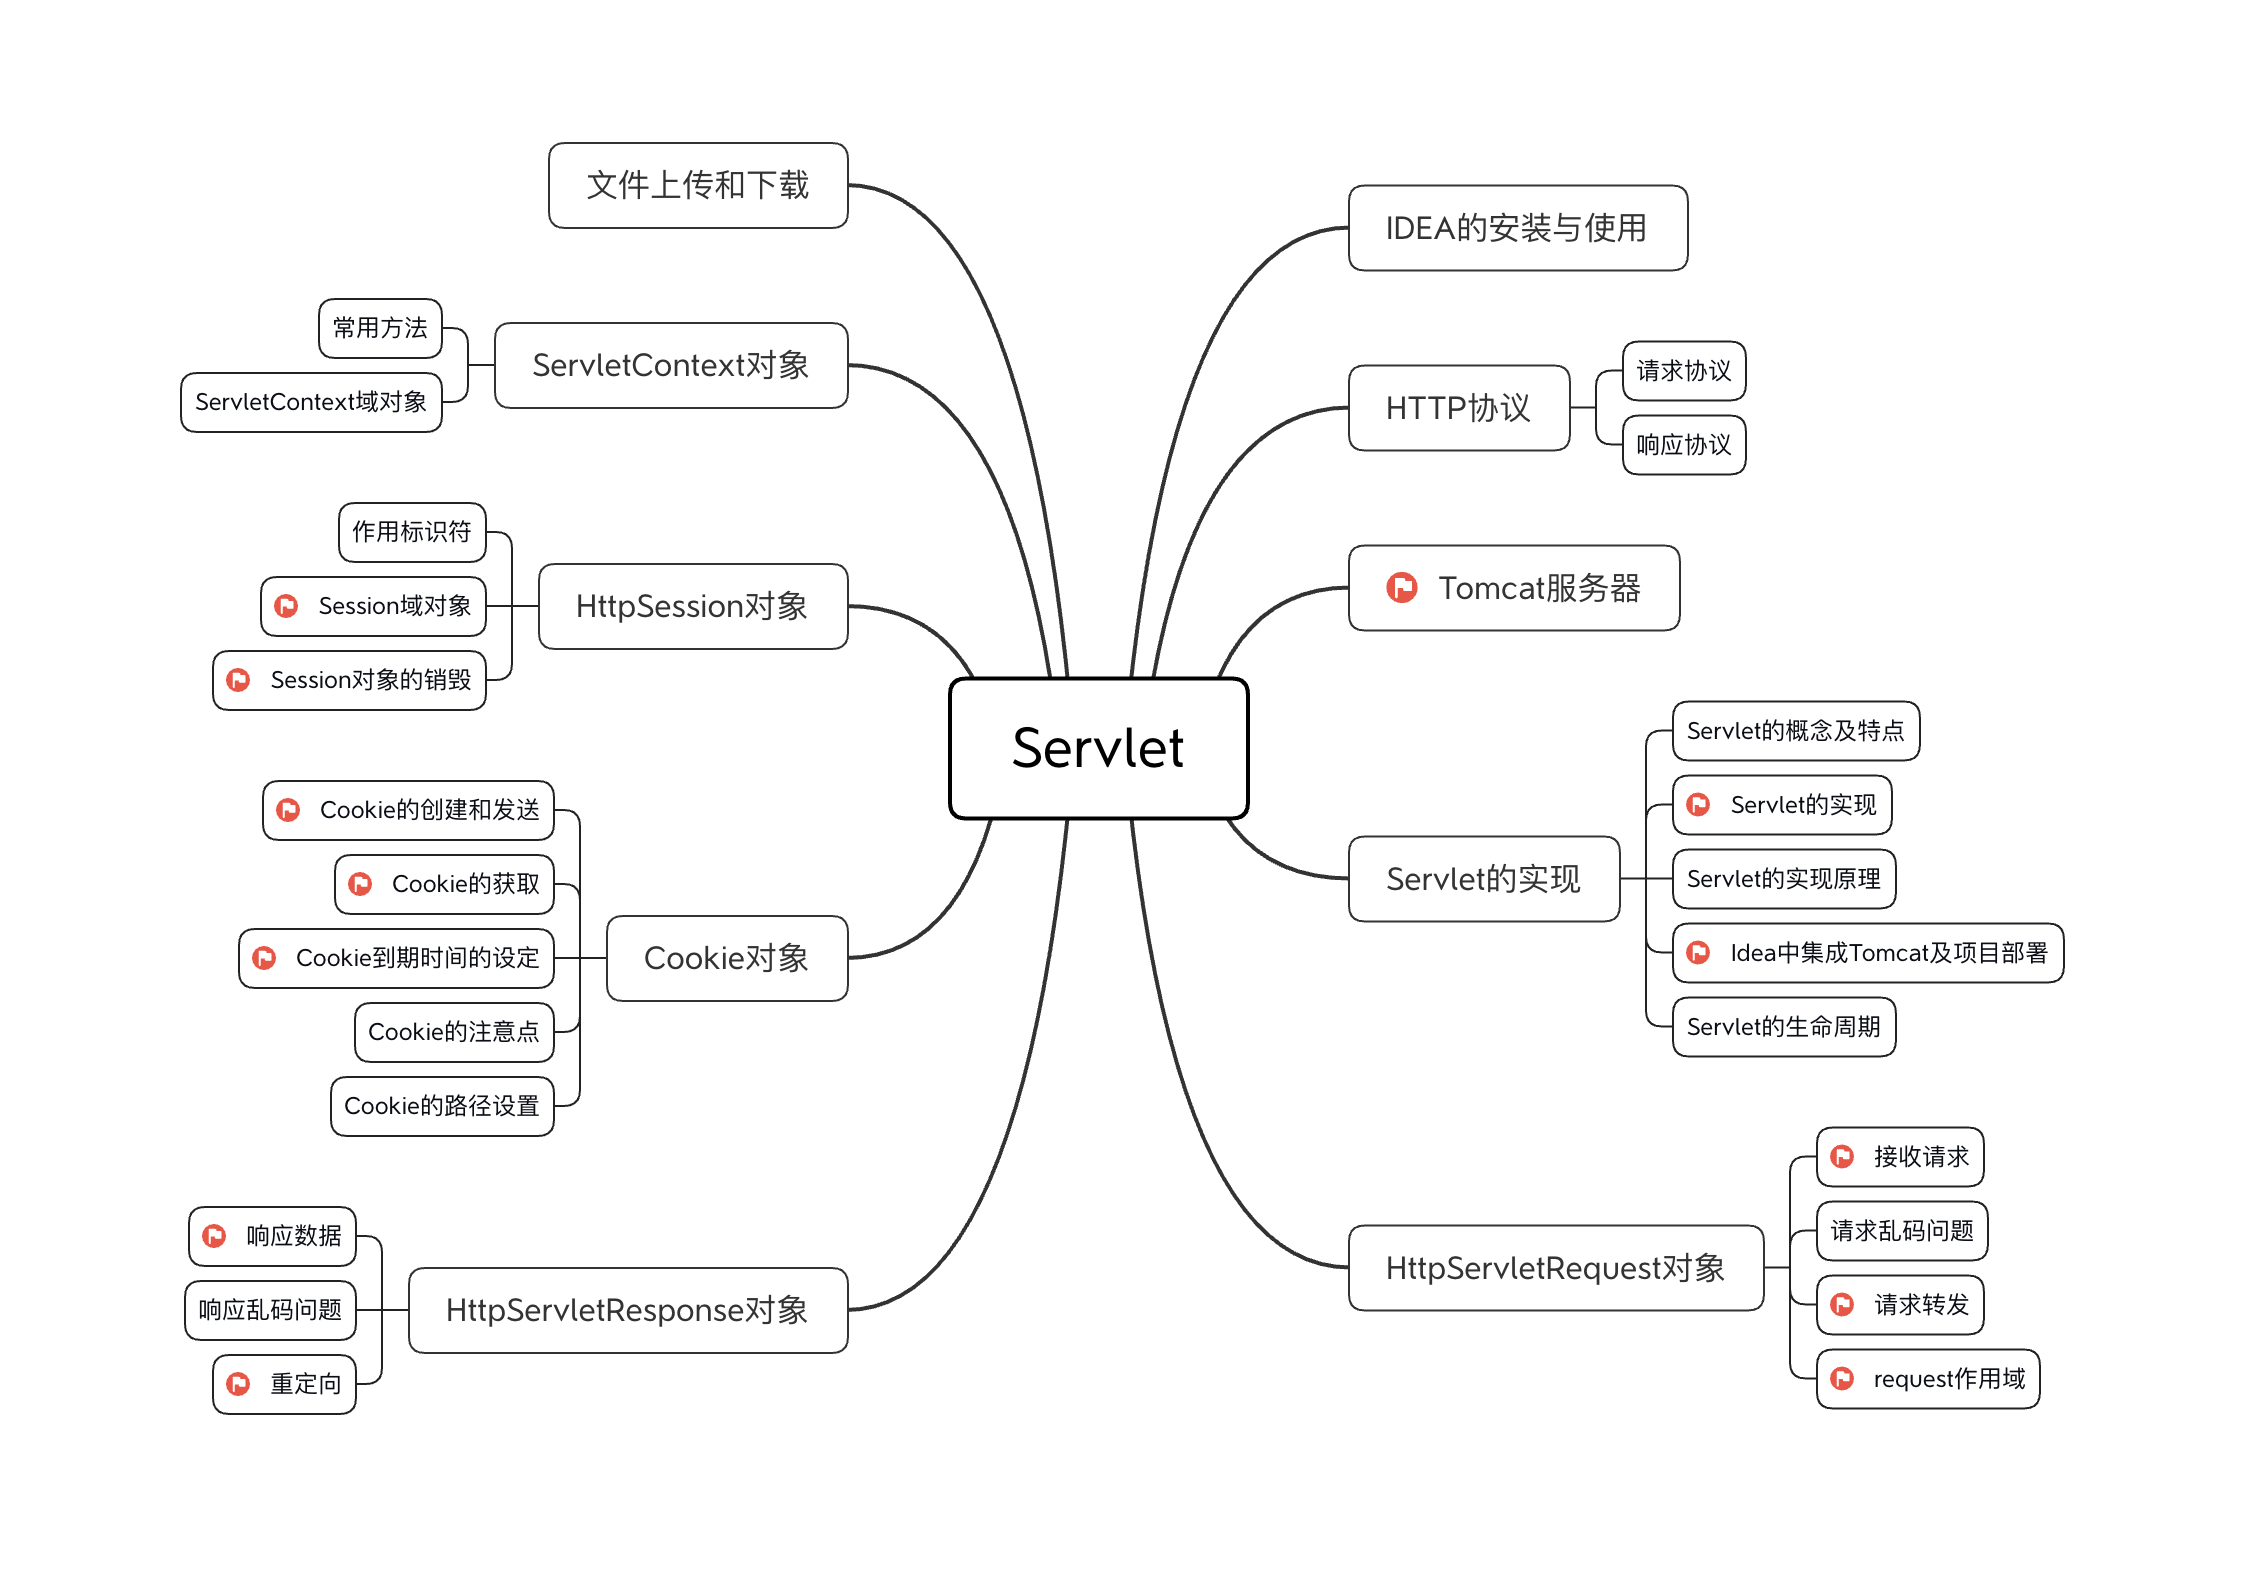 Servlet
IDEA的安装与使用
HTTP协议
请求协议
响应协议
Tomcat服务器
Servlet的实现
Servlet的概念及特点
Servlet的实现
Servlet的实现原理
Idea中集成Tomcat及项目部署
Servlet的生命周期
HttpServletRequest对象
接收请求
请求乱码问题
请求转发
request作用域
文件上传和下载
ServletContext对象
常用方法
ServletContext域对象
HttpSession对象
作用标识符
Session域对象
Session对象的销毁
Cookie对象
Cookie的创建和发送
Cookie的获取
Cookie到期时间的设定
Cookie的注意点
Cookie的路径设置
HttpServletResponse对象
响应数据
响应乱码问题
重定向